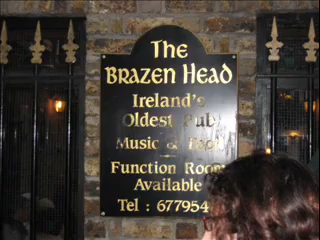 The
BRAZEN HEAD
Ireland's
Oldest Pub
Music &
Function Room
Available
Tel : 677954